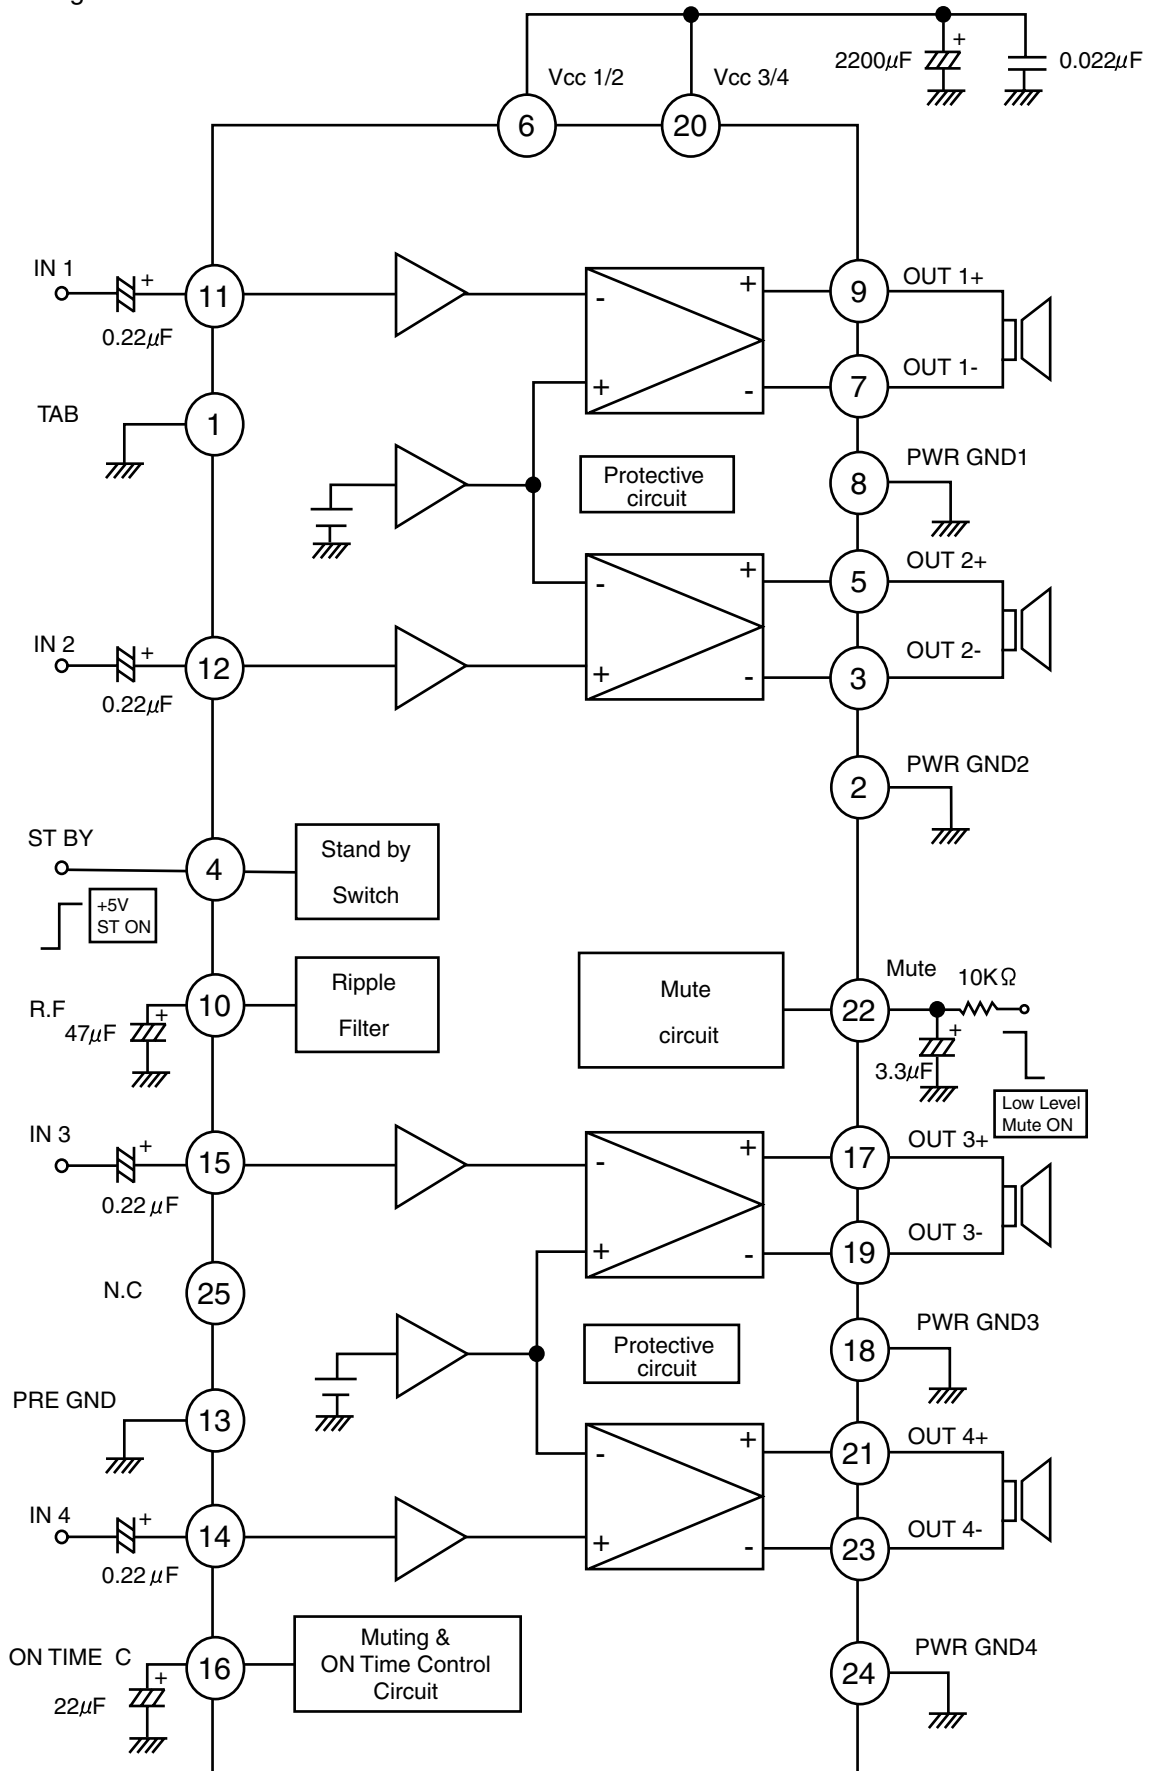 2200μF
0.022μF
Vcc 1/2
Vcc 3/4
6
20
IN 1
+
0.22μF
11
-
+
+
-
9
OUT 1+
7
OUT 1-
TAB
1
Protective
circuit
8
PWR GND1
5
OUT 2+
3
OUT 2-
IN 2
+
0.22μF
12
-
+
+
-
2
PWR GND2
ST BY
4
Stand by
Switch
+5V
ST ON
R.F
47μF
+
10
Ripple
Filter
Mute
circuit
22
Mute
10KΩ
+
3.3μF
Low Level
Mute ON
IN 3
+
0.22μF
15
-
+
+
-
17
OUT 3+
19
OUT 3-
N.C
25
Protective
circuit
18
PWR GND3
PRE GND
13
21
OUT 4+
23
OUT 4-
IN 4
+
0.22μF
14
-
+
+
-
ON TIME C
22μF
+
16
Muting &
ON Time Control
Circuit
24
PWR GND4